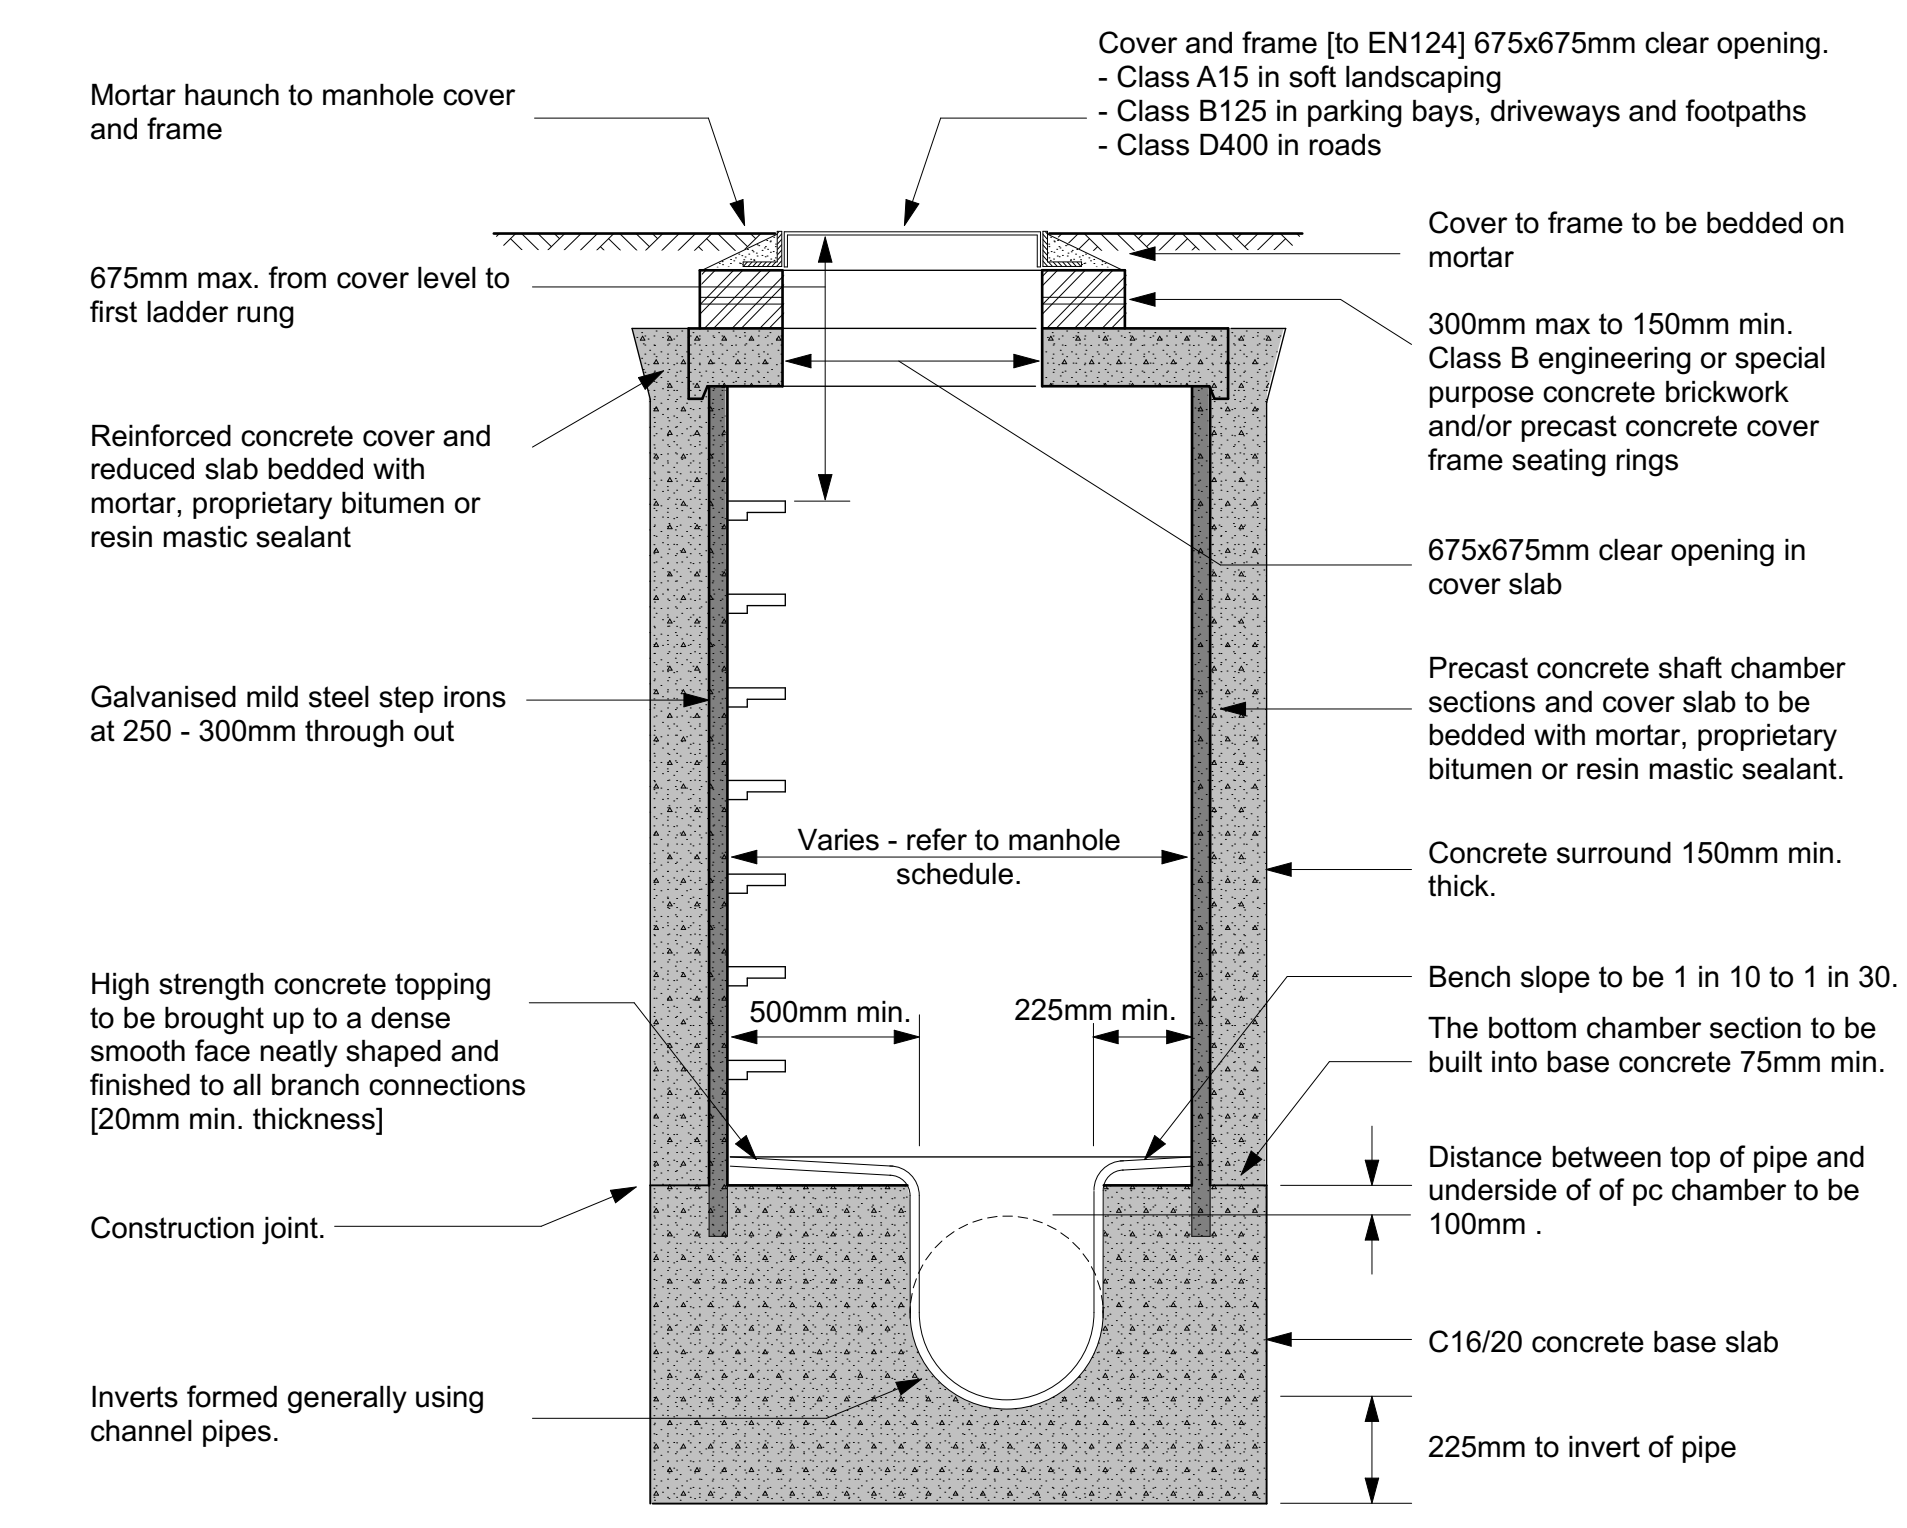 Cover and frame [to EN124] 675x675mm clear opening.
- Class A15 in soft landscaping
- Class B125 in parking bays, driveways and footpaths
- Class D400 in roads
Mortar haunch to manhole cover
and frame
675mm max. from cover level to
first ladder rung
Reinforced concrete cover and
reduced slab bedded with
mortar, proprietary bitumen or
resin mastic sealant
Galvanised mild steel step irons
at 250 - 300mm through out
High strength concrete topping
to be brought up to a dense
smooth face neatly shaped and
finished to all branch connections
[20mm min. thickness]
Construction joint.
Inverts formed generally using
channel pipes.
Varies - refer to manhole
schedule.
500mm min.
225mm min.
Cover to frame to be bedded on
mortar
300mm max to 150mm min.
Class B engineering or special
purpose concrete brickwork
and/or precast concrete cover
frame seating rings
675x675mm clear opening in
cover slab
Precast concrete shaft chamber
sections and cover slab to be
bedded with mortar, proprietary
bitumen or resin mastic sealant.
Concrete surround 150mm min.
thick.
Bench slope to be 1 in 10 to 1 in 30.
The bottom chamber section to be
built into base concrete 75mm min.
Distance between top of pipe and
underside of of pc chamber to be
100mm .
C16/20 concrete base slab
225mm to invert of pipe